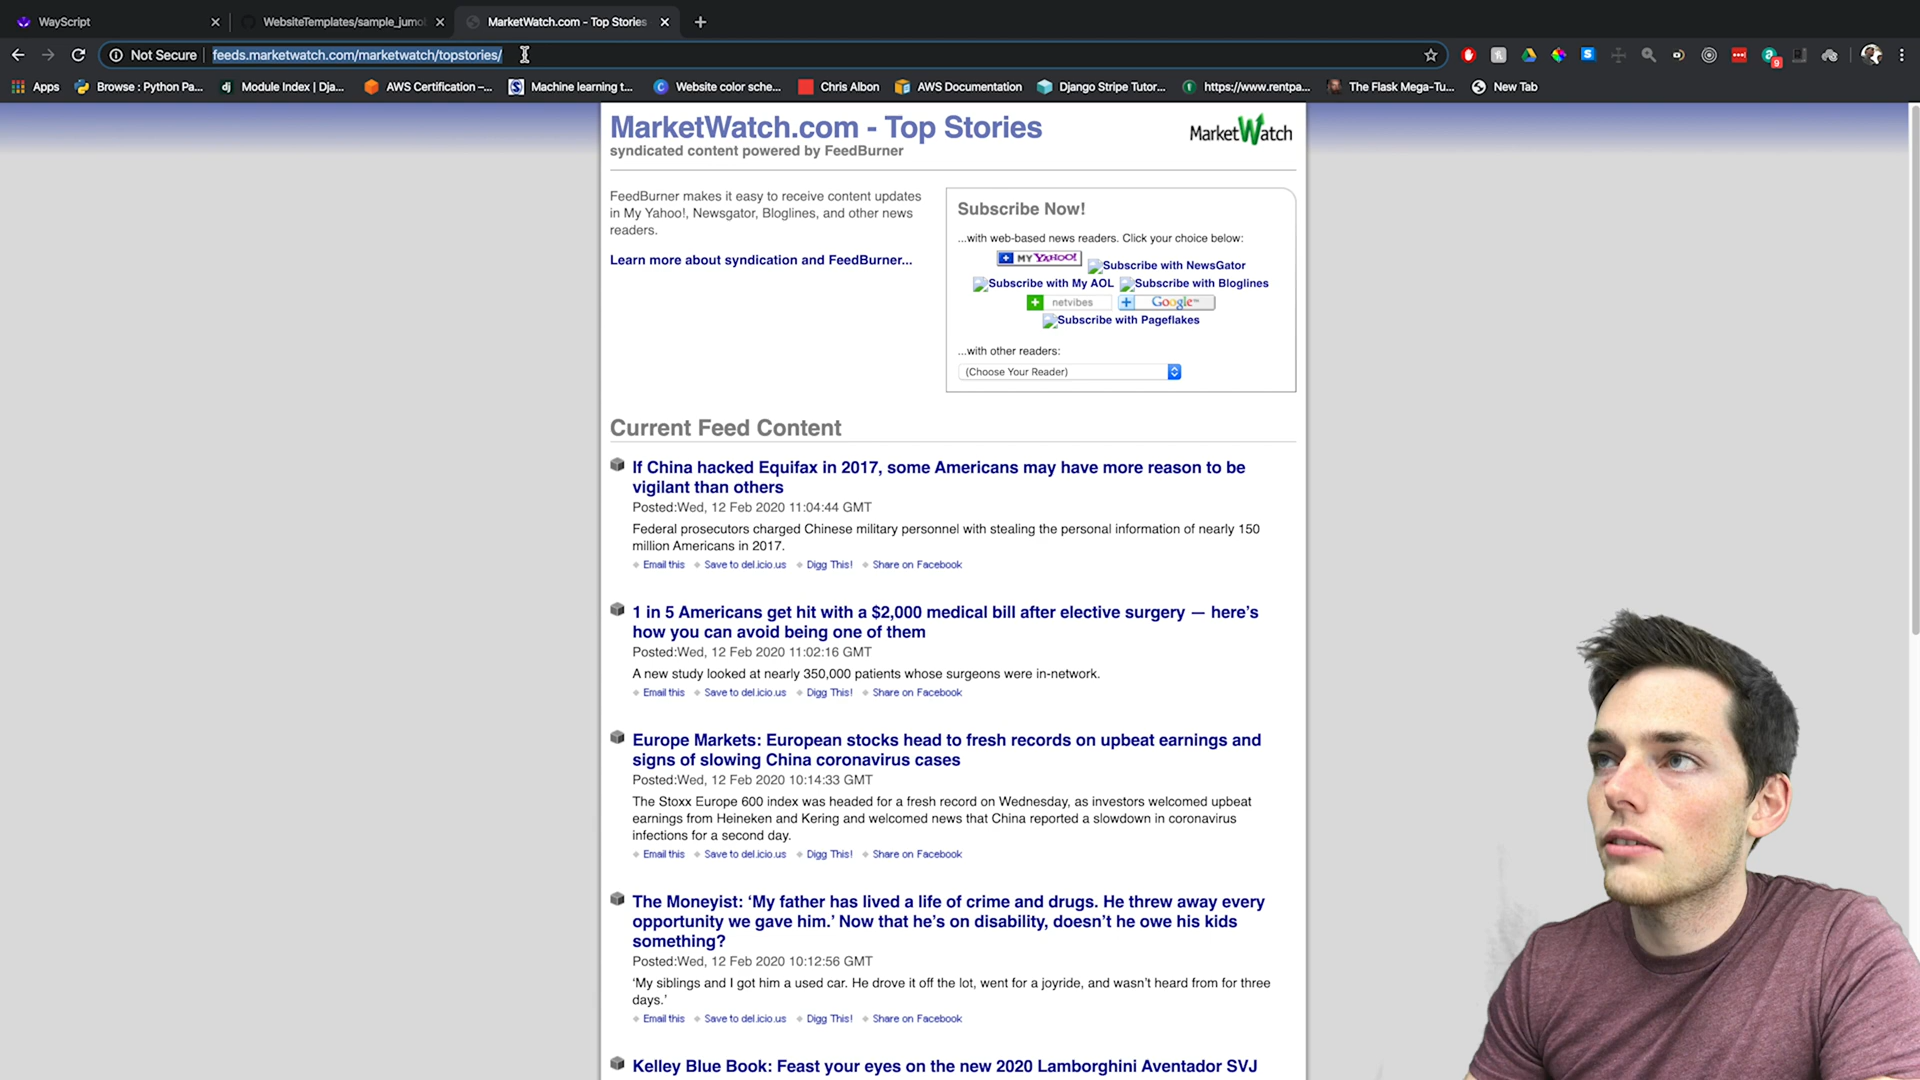 WayScript
WebsiteTemplates/sample_jumb
MarketWatch.com - Top Stories
Not Secure
feeds.marketwatch.com/marketwatch/topstories/
9
Apps
Browse : Python Pa...
Module Index | Dja...
AWS Certification –...
Machine learning t...
Website color sche...
Chris Albon
AWS Documentation
Django Stripe Tutor...
https://www.rentpa...
The Flask Mega-Tu...
New Tab
MarketWatch.com - Top Stories
syndicated content powered by FeedBurner
MarketWatch
FeedBurner makes it easy to receive content updates
in My Yahoo!, Newsgator, Bloglines, and other news
readers.
Learn more about syndication and FeedBurner...
Subscribe Now!
...with web-based news readers. Click your choice below:
MY YAHOO!
Subscribe with NewsGator
Subscribe with My AOL
Subscribe with Bloglines
netvibes
Google™
Subscribe with Pageflakes
...with other readers:
(Choose Your Reader)
Current Feed Content
If China hacked Equifax in 2017, some Americans may have more reason to be
vigilant than others
Posted:Wed, 12 Feb 2020 11:04:44 GMT
Federal prosecutors charged Chinese military personnel with stealing the personal information of nearly 150
million Americans in 2017.
Email this Save to del.icio.us Digg This! Share on Facebook
1 in 5 Americans get hit with a $2,000 medical bill after elective surgery — here’s
how you can avoid being one of them
Posted:Wed, 12 Feb 2020 11:02:16 GMT
A new study looked at nearly 350,000 patients whose surgeons were in-network.
Email this Save to del.icio.us Digg This! Share on Facebook
Europe Markets: European stocks head to fresh records on upbeat earnings and
signs of slowing China coronavirus cases
Posted:Wed, 12 Feb 2020 10:14:33 GMT
The Stoxx Europe 600 index was headed for a fresh record on Wednesday, as investors welcomed upbeat
earnings from Heineken and Kering and welcomed news that China reported a slowdown in coronavirus
infections for a second day.
Email this Save to del.icio.us Digg This! Share on Facebook
The Moneyist: ‘My father has lived a life of crime and drugs. He threw away every
opportunity we gave him.’ Now that he’s on disability, doesn’t he owe his kids
something?
Posted:Wed, 12 Feb 2020 10:12:56 GMT
‘My siblings and I got him a used car. He drove it off the lot, went for a joyride, and wasn’t heard from for three
days.’
Email this Save to del.icio.us Digg This! Share on Facebook
Kelley Blue Book: Feast your eyes on the new 2020 Lamborghini Aventador SVJ